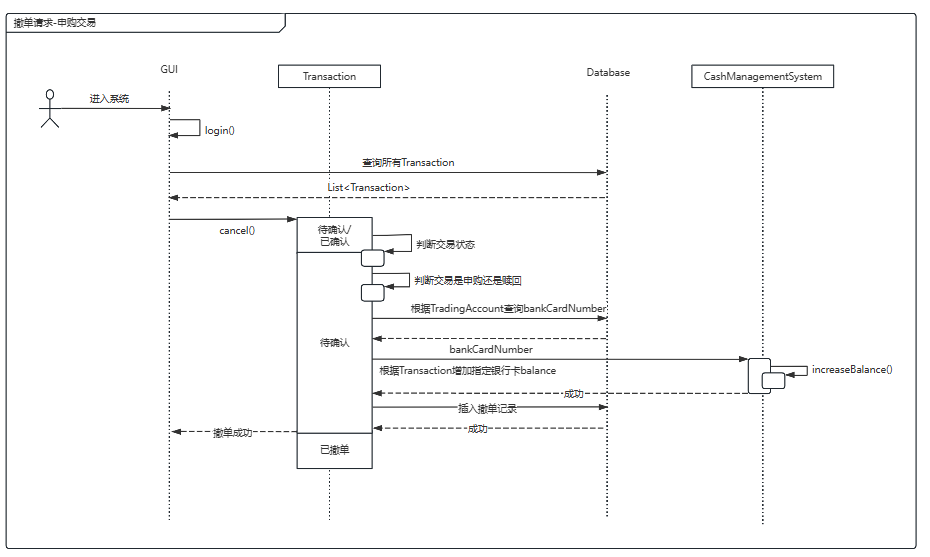 撤单请求-申购交易
GUI
Transaction
Database
CashManagementSystem
进入系统
login()
查询所有Transaction
List<Transaction>
cancel()
待确认/
已确认
判断交易状态
判断交易是申购还是赎回
根据TradingAccount查询bankCardNumber
待确认
bankCardNumber
根据Transaction增加指定银行卡balance
increaseBalance()
成功
插入撤单记录
成功
撤单成功
已撤单